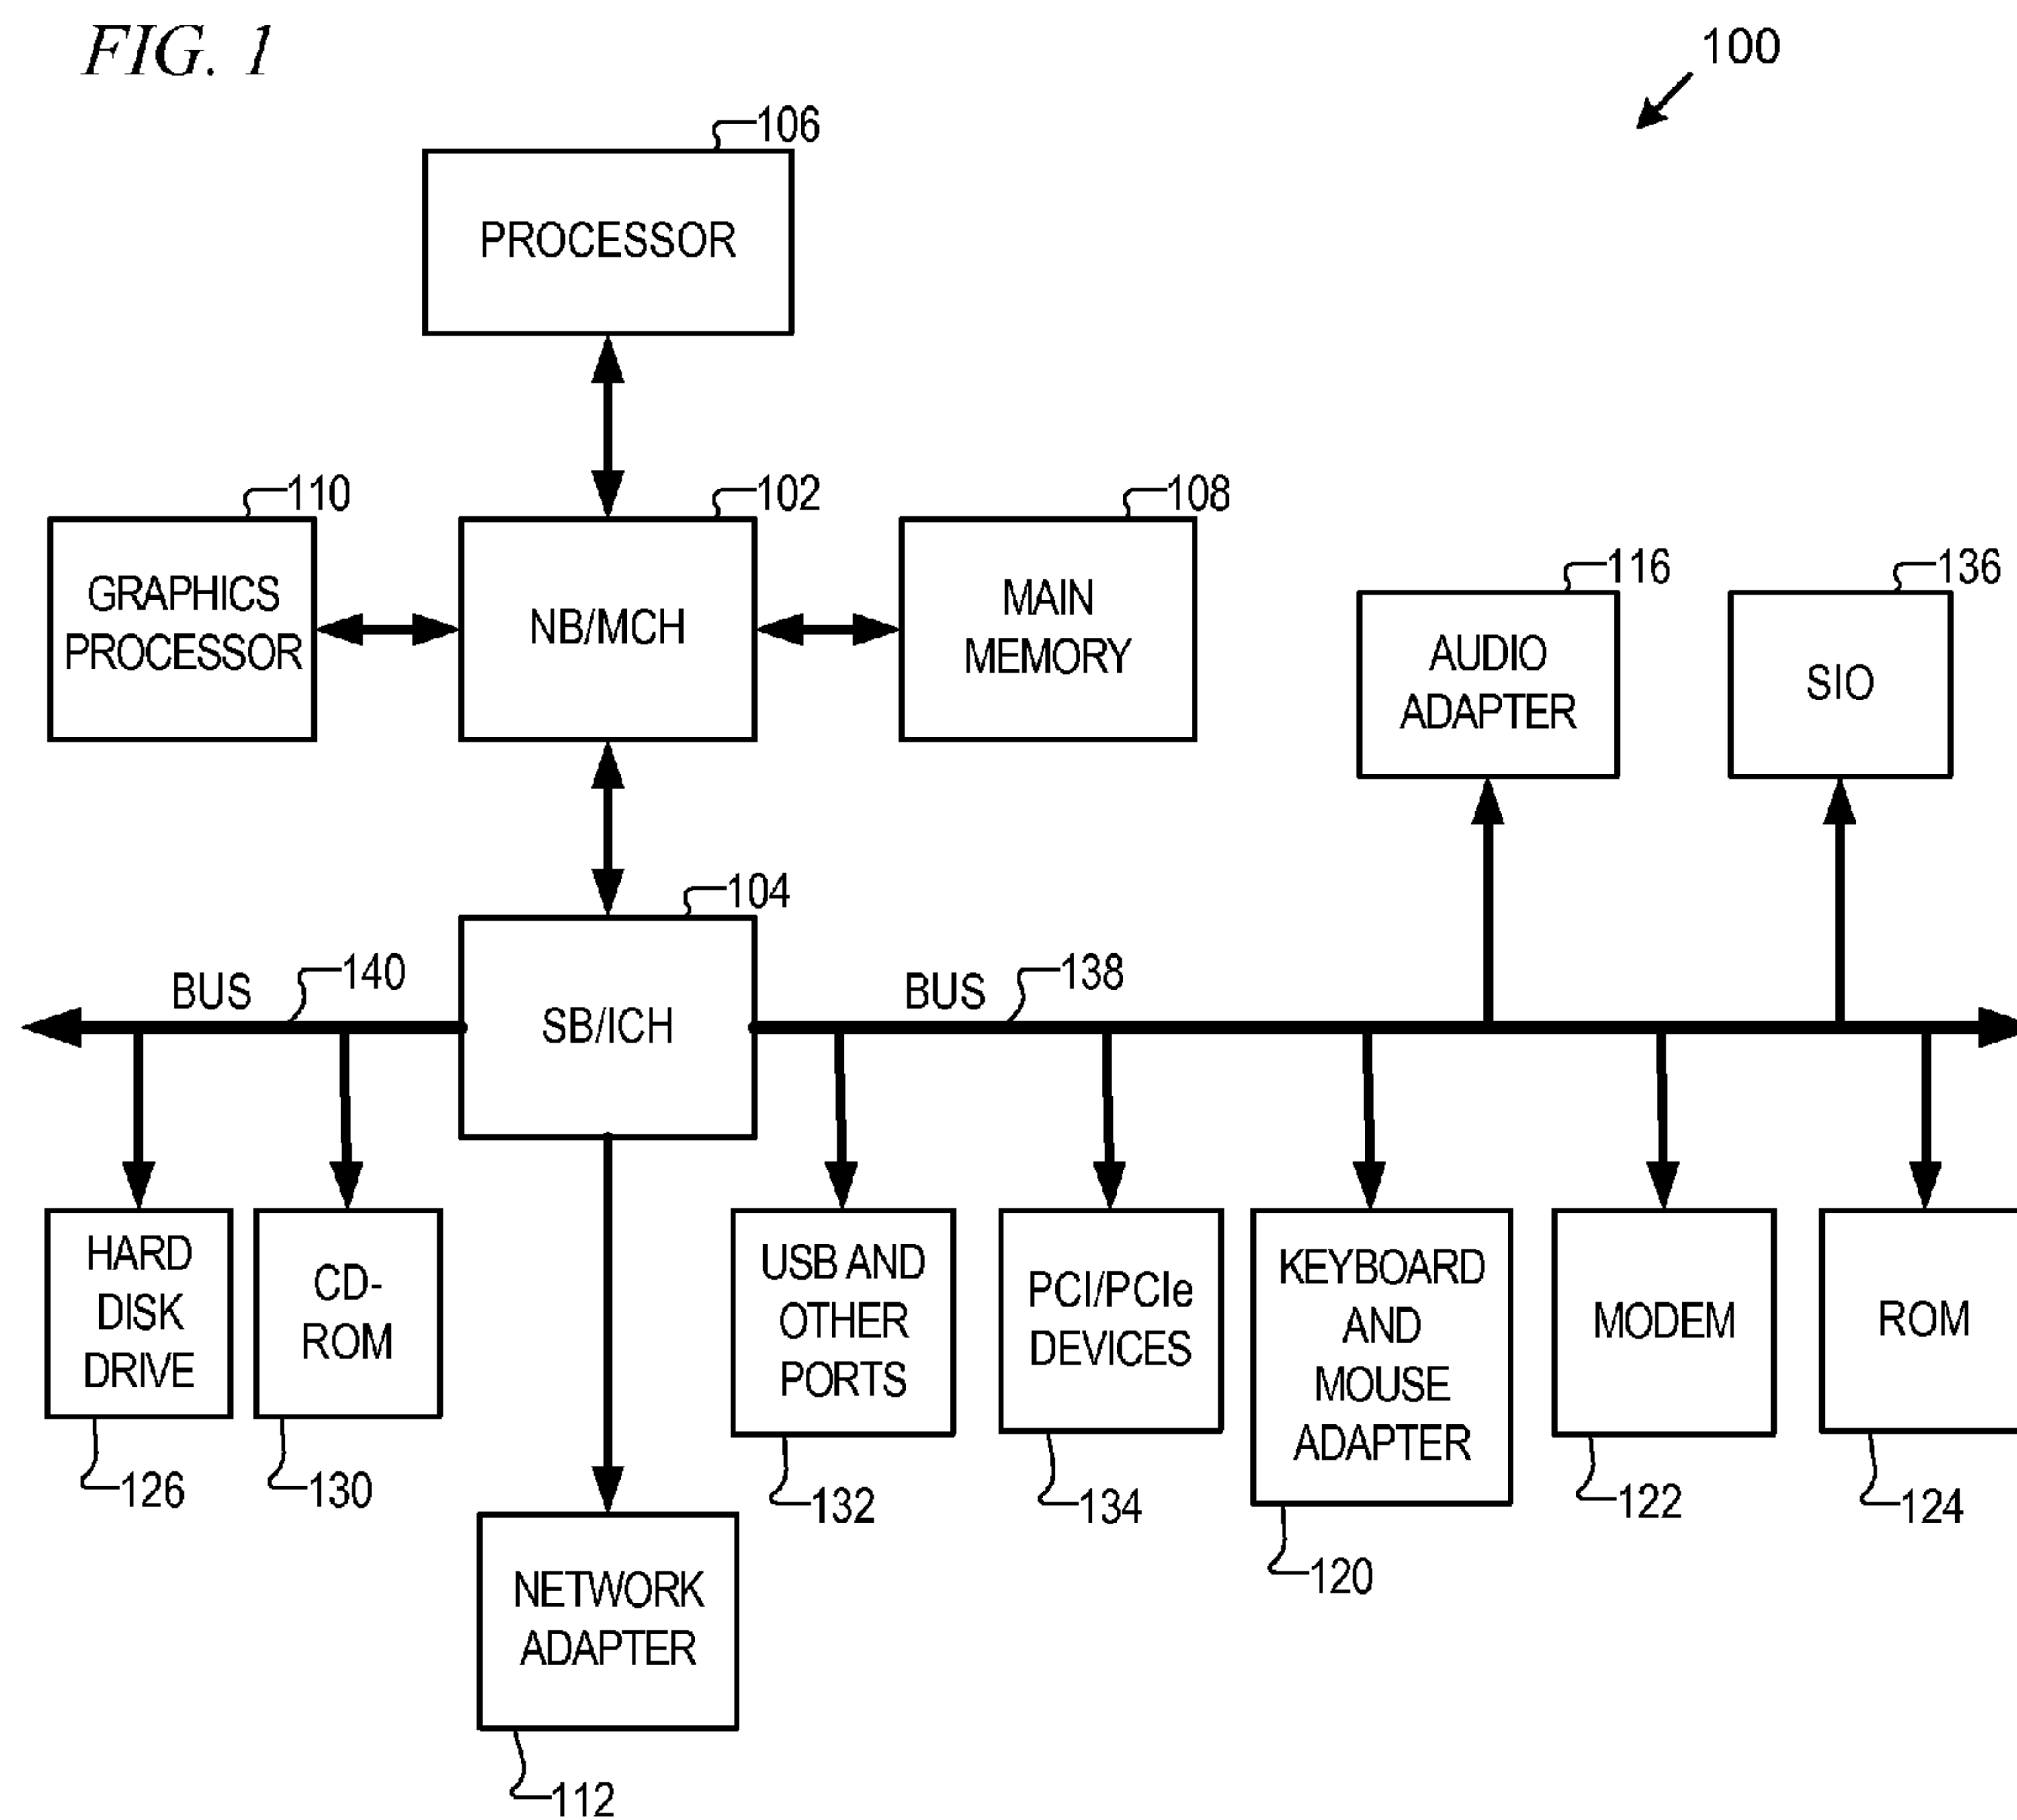 FIG. 1
100
106
PROCESSOR
110
102
108
GRAPHICS
PROCESSOR
NB/MCH
MAIN
MEMORY
116
136
AUDIO
ADAPTER
SIO
104
BUS
140
SB/ICH
BUS
138
HARD
DISK
DRIVE
CD-
ROM
USB AND
OTHER
PORTS
PCI/PCIe
DEVICES
KEYBOARD
AND
MOUSE
ADAPTER
MODEM
ROM
126
130
132
134
120
122
124
NETWORK
ADAPTER
112